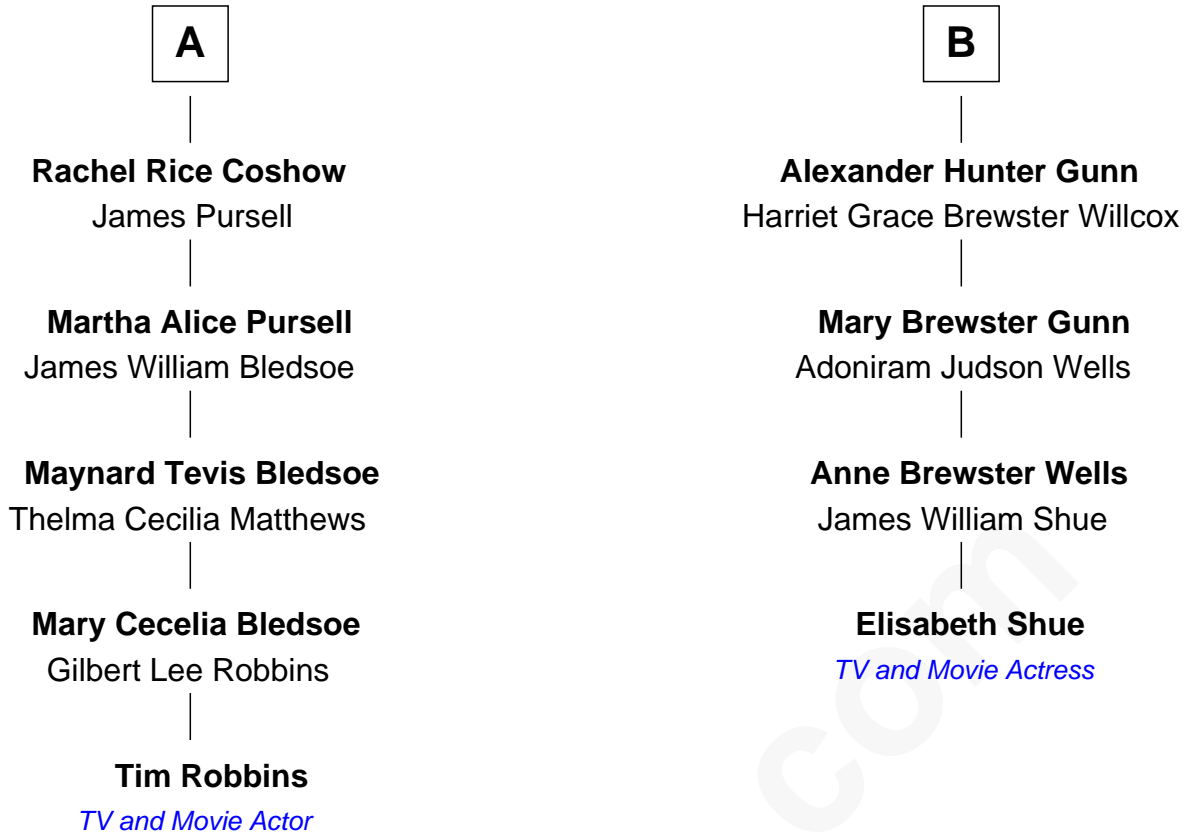 A
Rachel Rice Coshow
James Pursell
Martha Alice Pursell
James William Bledsoe
Maynard Tevis Bledsoe
Thelma Cecilia Matthews
Mary Cecelia Bledsoe
Gilbert Lee Robbins
Tim Robbins
TV and Movie Actor
B
Alexander Hunter Gunn
Harriet Grace Brewster Willcox
Mary Brewster Gunn
Adoniram Judson Wells
Anne Brewster Wells
James William Shue
Elisabeth Shue
TV and Movie Actress
com